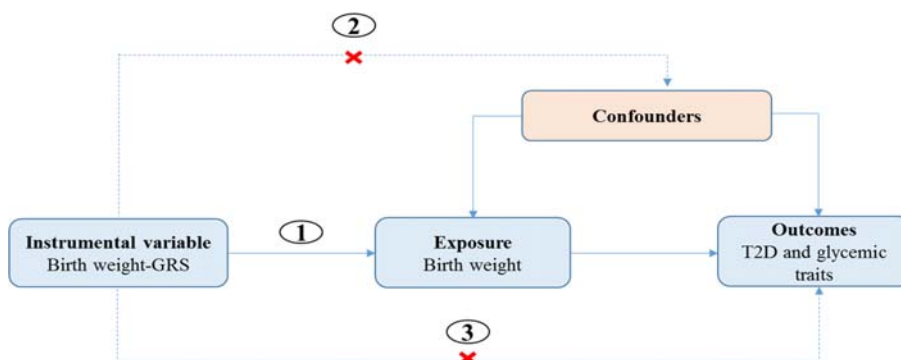 2
Confounders
1
Instrumental variable
Birth weight-GRS
Exposure
Birth weight
Outcomes
T2D and glycemic
traits
3